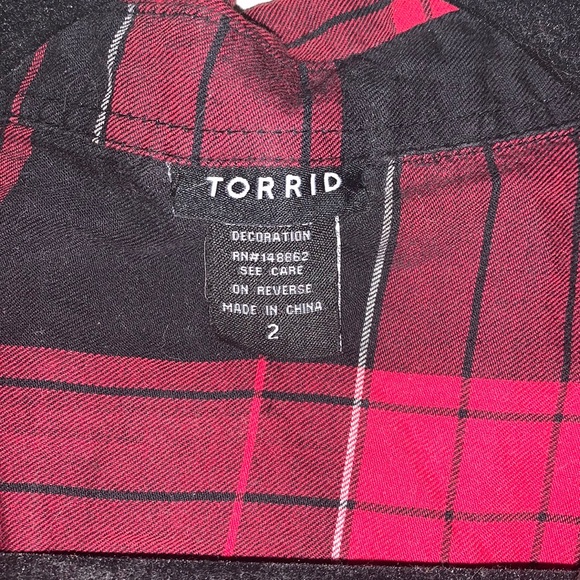 TORRID
DECORATION
RN#148862
SEE CARE
ON REVERSE
MADE IN CHINA
2